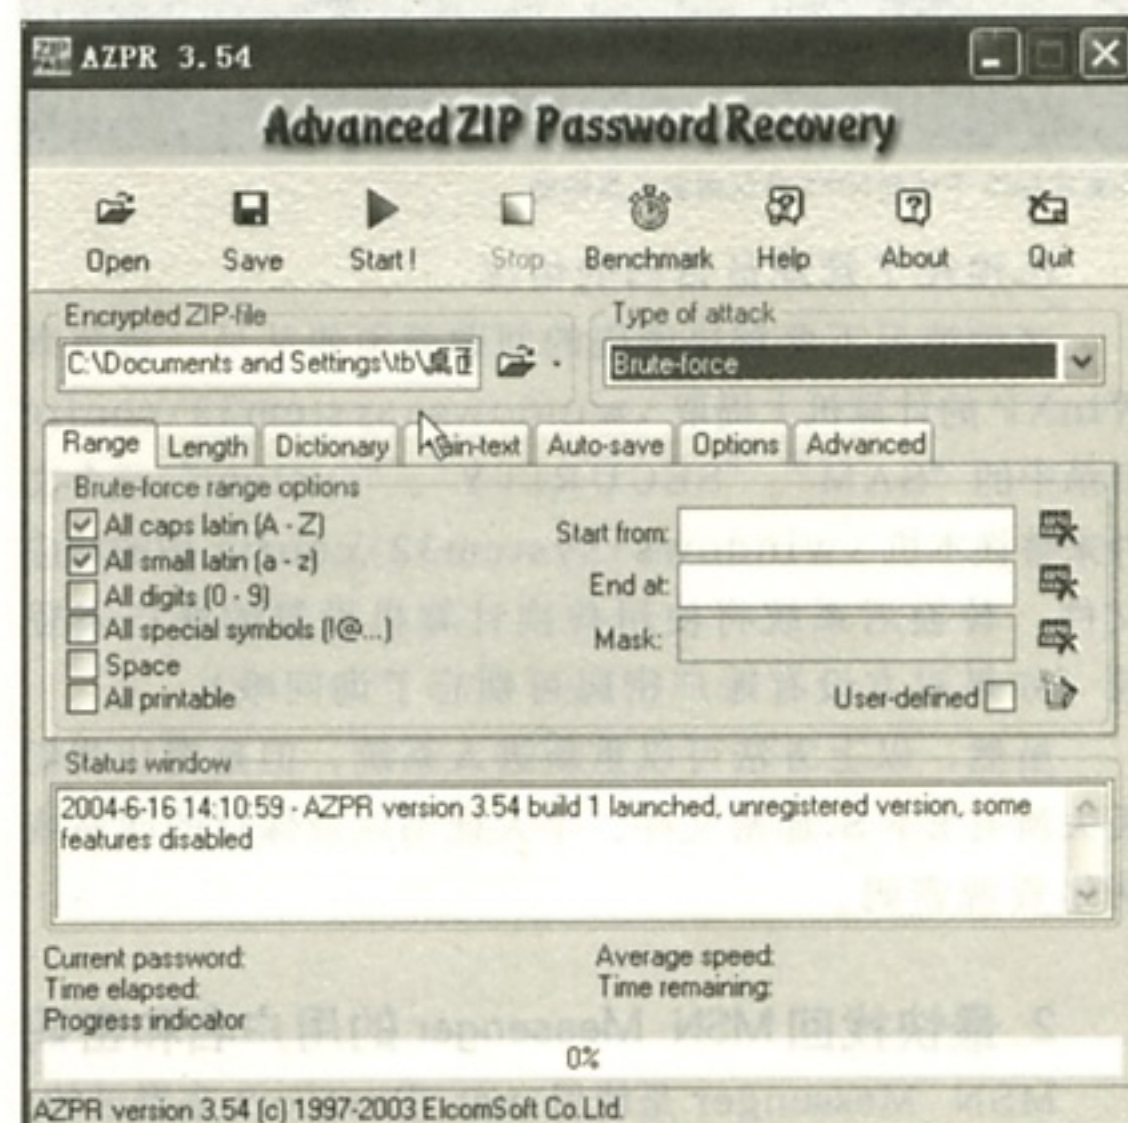 AZPR 3.54
Advanced ZIP Password Recovery
Open Save Start! Stop Benchmark Help About Quit
Encrypted ZIP-file
Type of attack
C:\Documents and Settings\tb\桌
Brute-force
Range Length Dictionary Auto-save Options Advanced
Brute-force range options
All caps latin (A - Z)
All small latin (a - z)
All digits (0 - 9)
All special symbols (!@...)
Space
All printable
Start from:
End at:
Mask:
User-defined
Status window
2004-6-16 14:10:59 - AZPR version 3.54 build 1 launched, unregistered version, some
features disabled
Current password:
Average speed:
Time elapsed:
Time remaining:
Progress indicator
0%
AZPR version 3.54 (c) 1997-2003 ElcomSoft Co.Ltd.